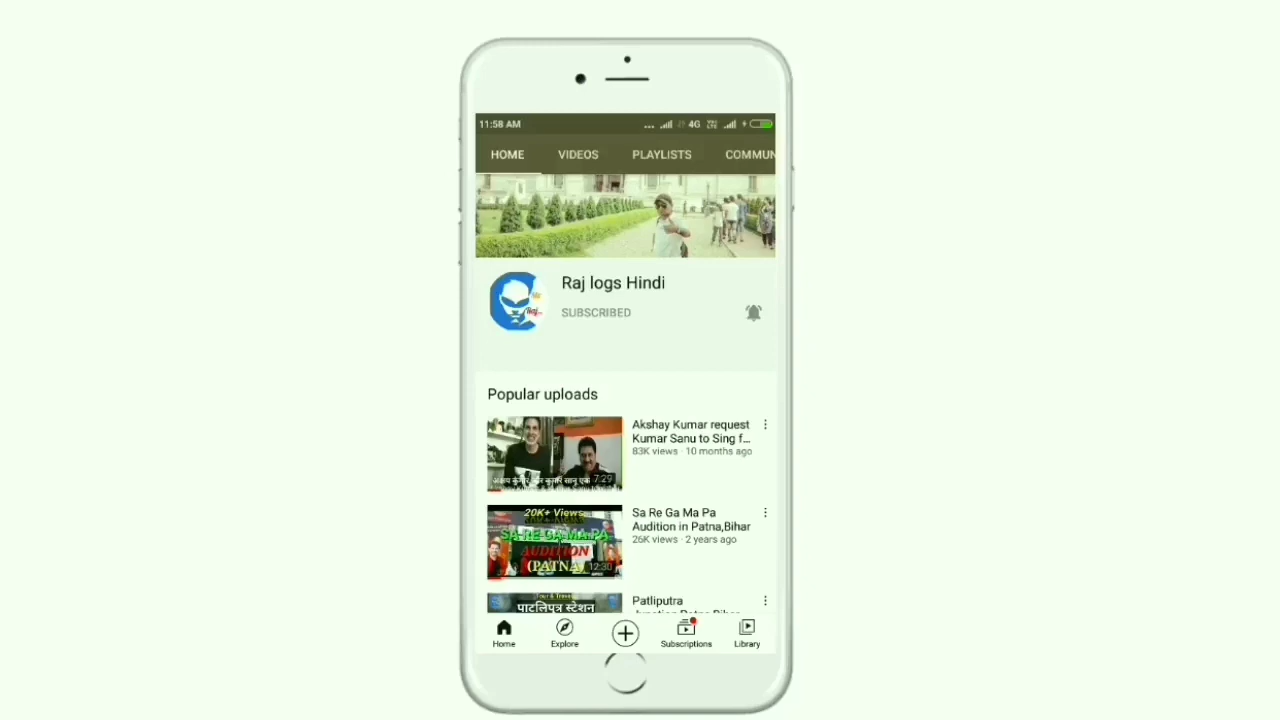 11:58 AM
4G
HOME VIDEOS PLAYLISTS COMMUN
Raj logs Hindi
SUBSCRIBED
Popular uploads
Akshay Kumar request
Kumar Sanu to Sing f...
83K views · 10 months ago
7:29
20K+ Views
SA RE GA MA PA
AUDITION
(PATNA)
12:30
Sa Re Ga Ma Pa
Audition in Patna,Bihar
26K views · 2 years ago
Tour & Travel
पाटलिपुत्र स्टेशन
Patliputra
Home Explore Subscriptions Library